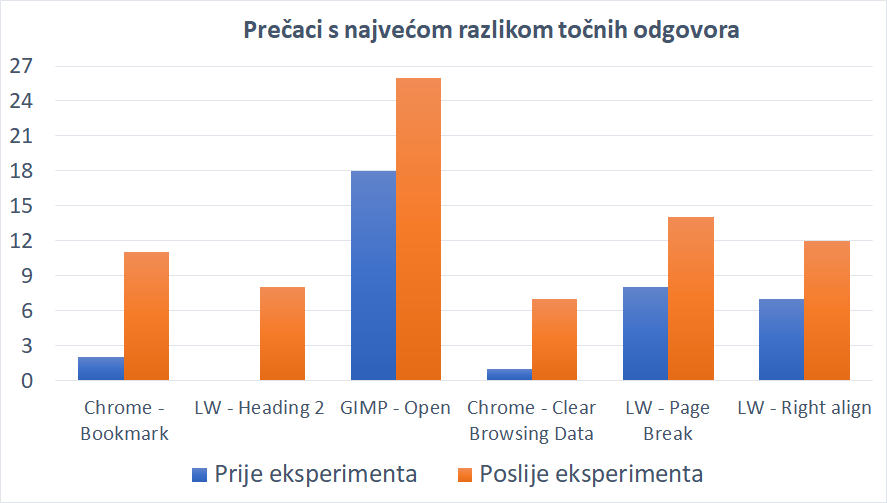 Prečaci s najvećom razlikom točnih odgovora
27
24
21
18
15
12
9
6
3
0
Chrome -
Bookmark
LW - Heading 2
GIMP - Open
Chrome - Clear
Browsing Data
LW - Page
Break
LW - Right align
Prije eksperimenta
Poslije eksperimenta